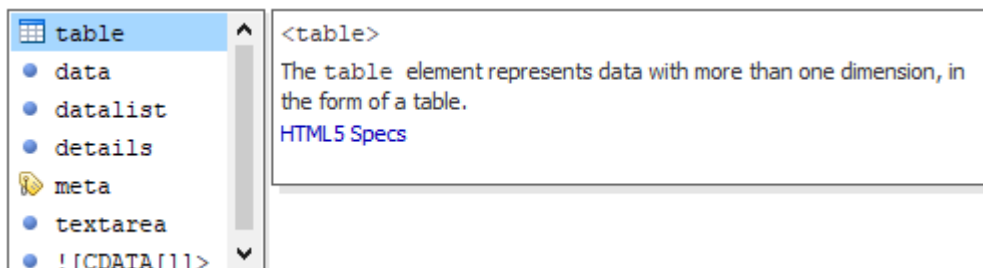 table
data
datalist
details
meta
textarea
![CDATA[]]>
<table>
The table element represents data with more than one dimension, in
the form of a table.
HTML5 Specs